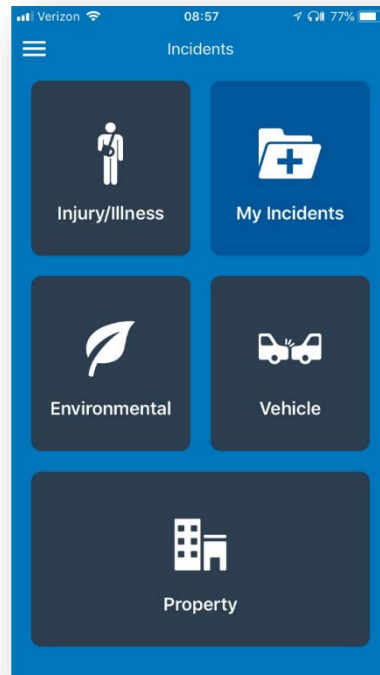 Verizon 08:57 77%
Incidents
Injury/Illness My Incidents
Environmental Vehicle
Property